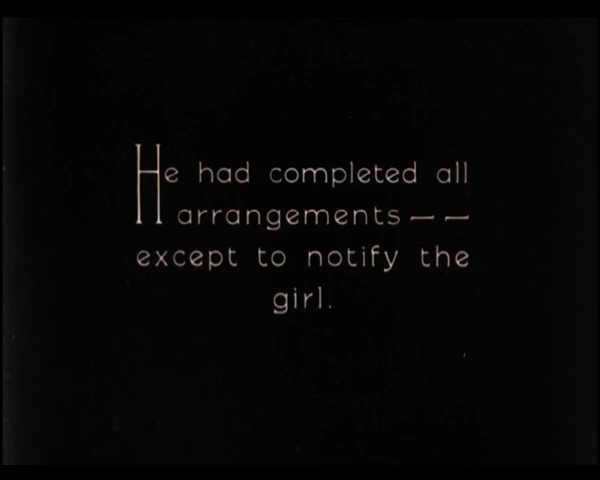 He had completed all
arrangements — —
except to notify the
girl.